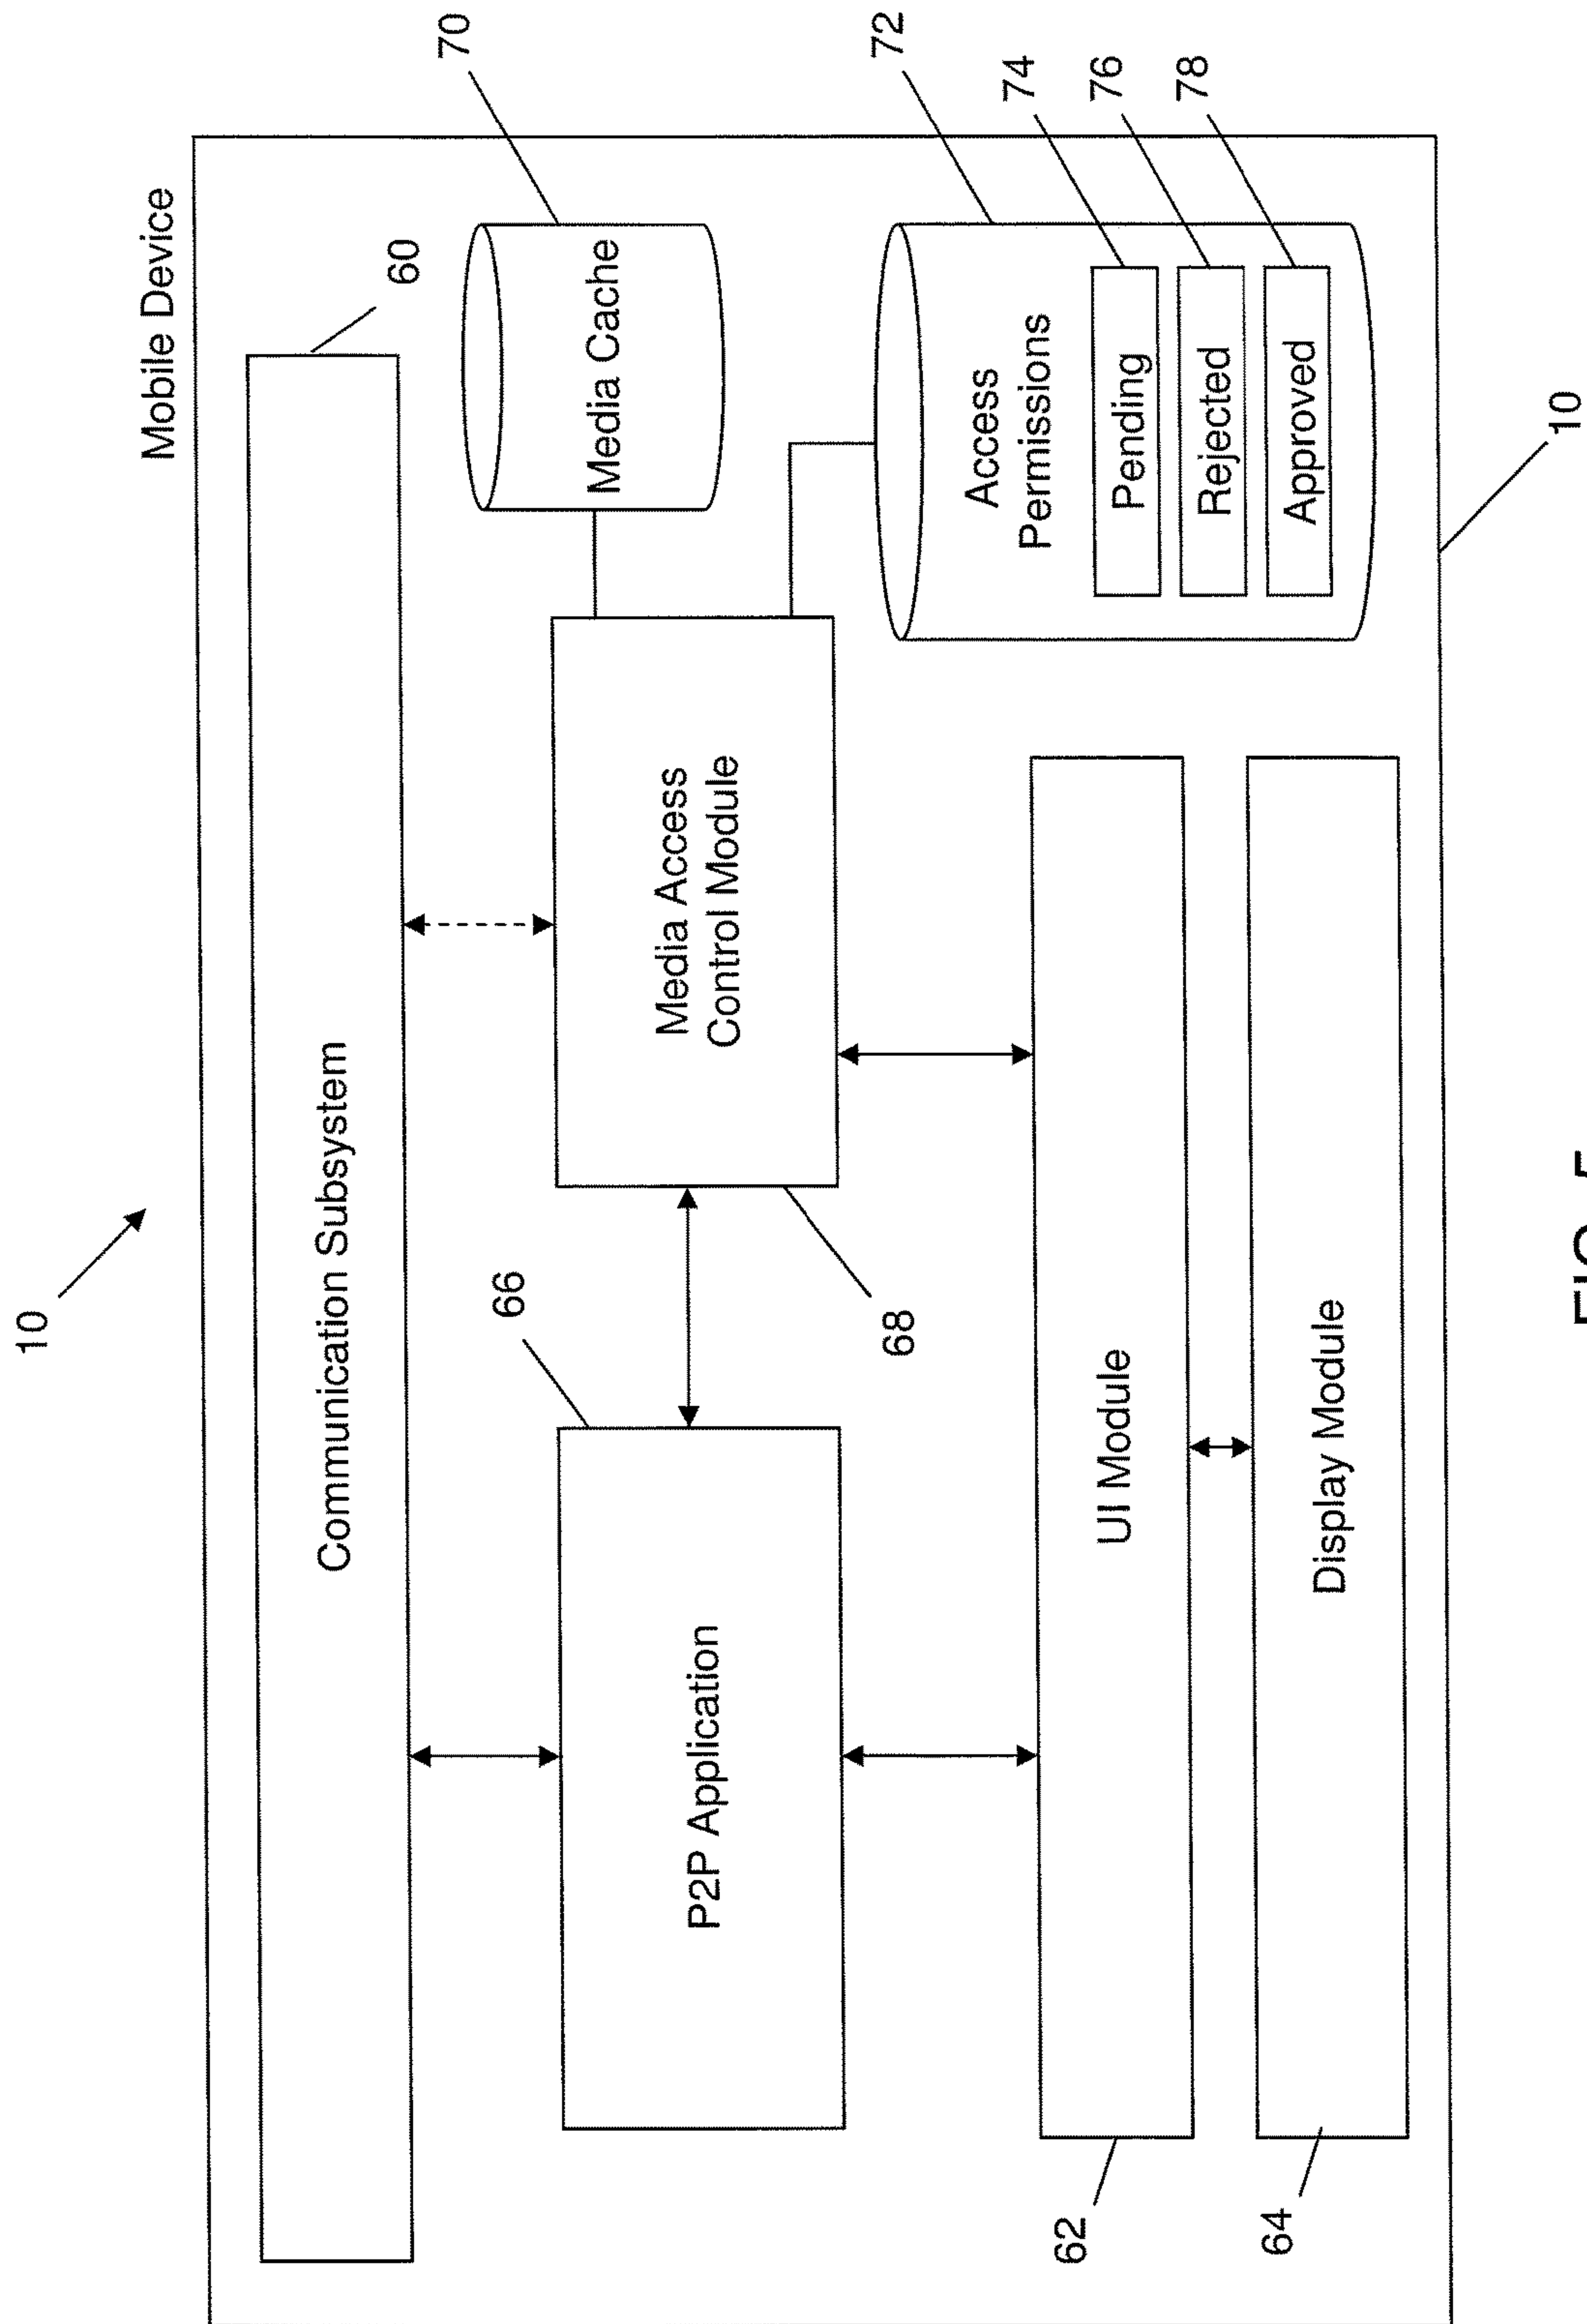 10
Mobile Device
Communication Subsystem
60
70
66
Media Cache
P2P Application
Media Access
Control Module
68
72
Access
Permissions
74
Pending
76
Rejected
78
Approved
62
UI Module
64
Display Module
10